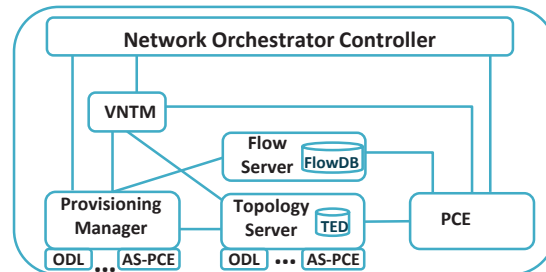 Network Orchestrator Controller
VNTM
Flow
Server
FlowDB
Provisioning
Manager
Topology
Server
TED
PCE
ODL ... AS-PCE
ODL ... AS-PCE